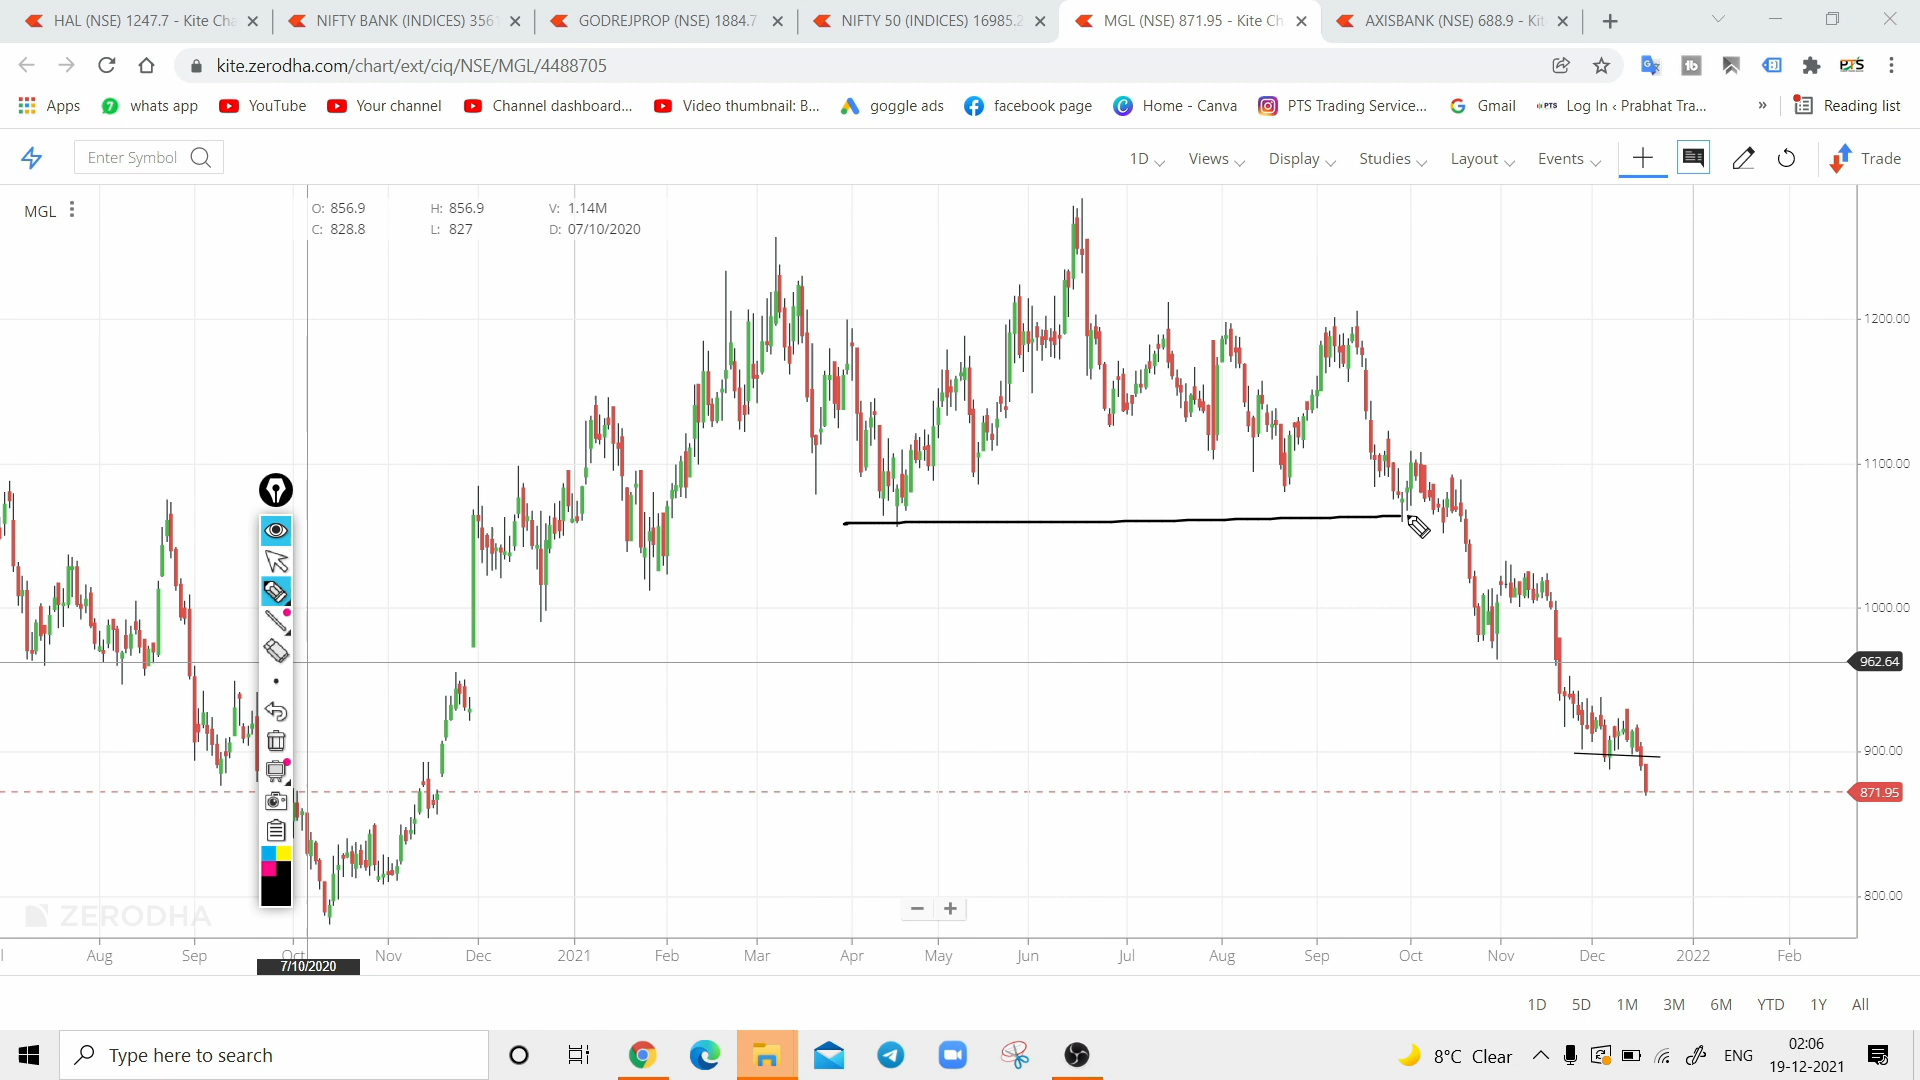 HAL (NSE) 1247.7 - Kite Cha
NIFTY BANK (INDICES) 3561
GODREJPROP (NSE) 1884.7
NIFTY 50 (INDICES) 16985.2
MGL (NSE) 871.95 - Kite Ch
AXISBANK (NSE) 688.9 - Kit
kite.zerodha.com/chart/ext/ciq/NSE/MGL/4488705
PTS
Apps
whats app
YouTube
Your channel
Channel dashboard...
Video thumbnail: B...
goggle ads
facebook page
Home - Canva
PTS Trading Service...
Gmail
Log In ‹ Prabhat Tra...
»
Reading list
Enter Symbol
1D
Views
Display
Studies
Layout
Events
Trade
MGL
O: 856.9 H: 856.9 V: 1.14M
C: 828.8 L: 827 D: 07/10/2020
1200.00
1100.00
1000.00
962.64
900.00
871.95
800.00
ZERODHA
Aug Sep Oct Nov Dec 2021 Feb Mar Apr May Jun Jul Aug Sep Oct Nov Dec 2022 Feb
7/10/2020
1D 5D 1M 3M 6M YTD 1Y All
Type here to search
8°C Clear
ENG
02:06
19-12-2021